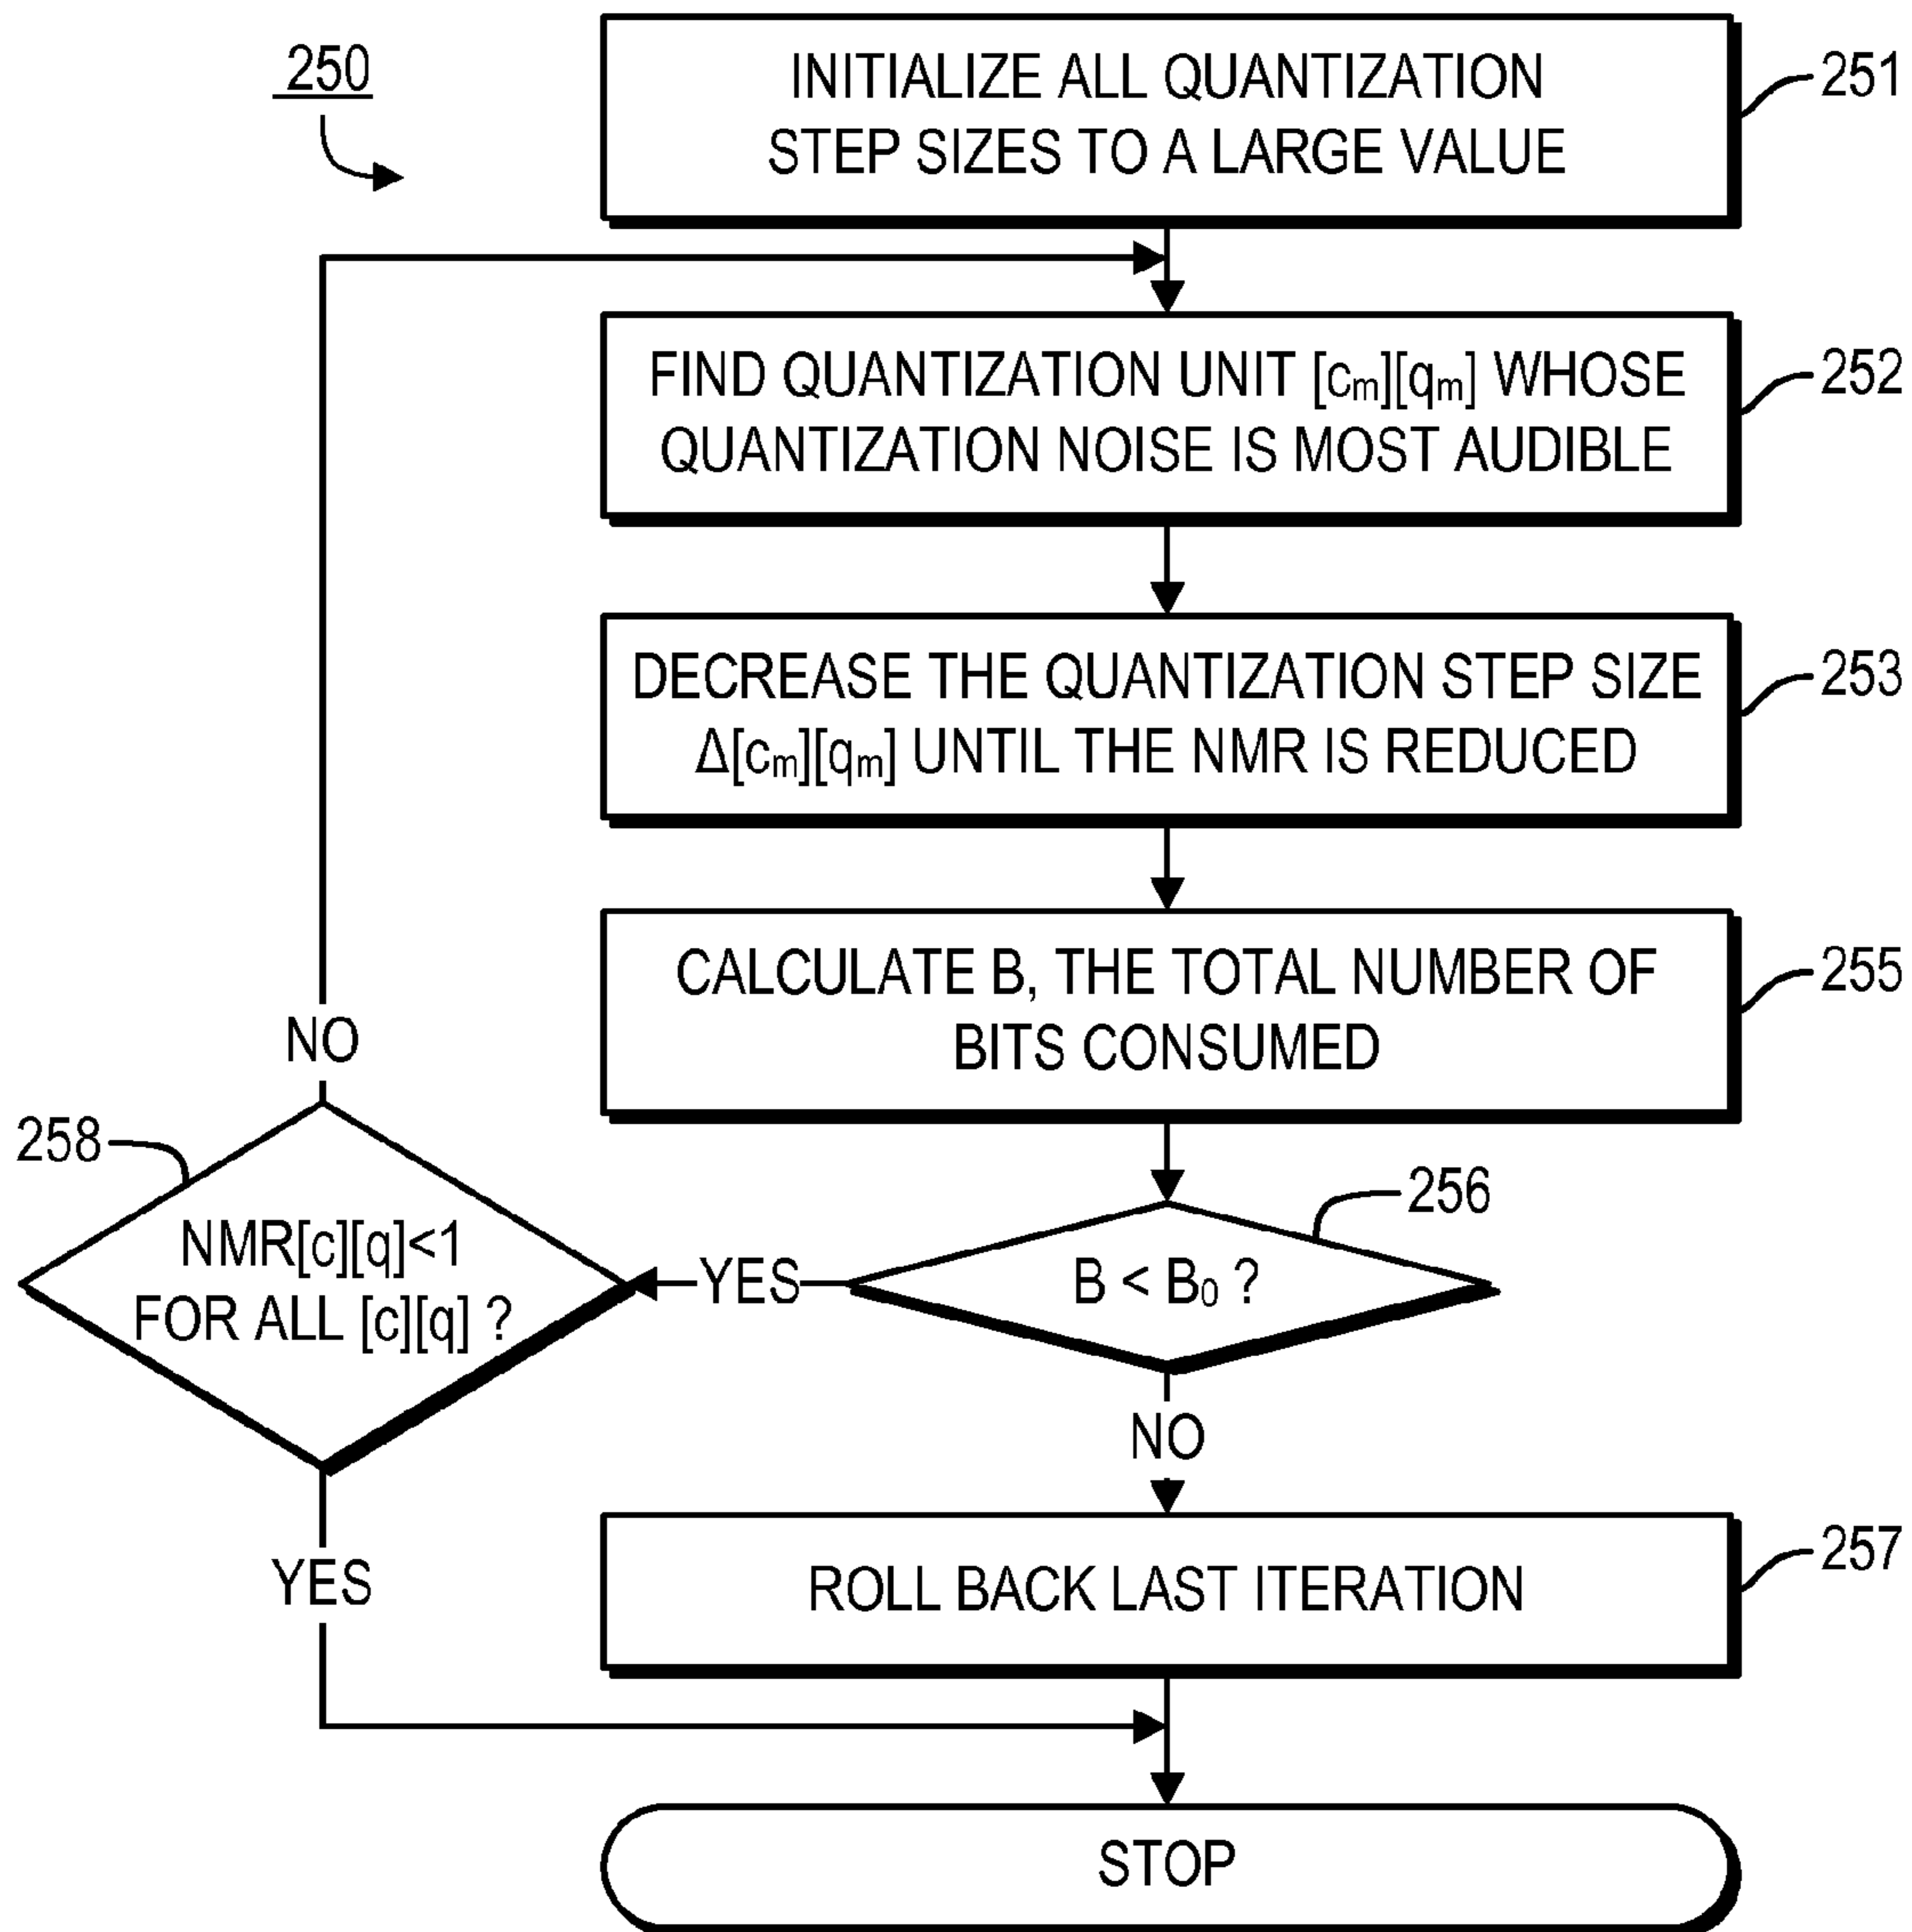 250
INITIALIZE ALL QUANTIZATION
STEP SIZES TO A LARGE VALUE
251
FIND QUANTIZATION UNIT [cm][qm] WHOSE
QUANTIZATION NOISE IS MOST AUDIBLE
252
DECREASE THE QUANTIZATION STEP SIZE
Δ[cm][qm] UNTIL THE NMR IS REDUCED
253
CALCULATE B, THE TOTAL NUMBER OF
BITS CONSUMED
255
NO
258
NMR[c][q]<1
FOR ALL [c][q] ?
YES
B < B0 ?
256
NO
YES
ROLL BACK LAST ITERATION
257
STOP